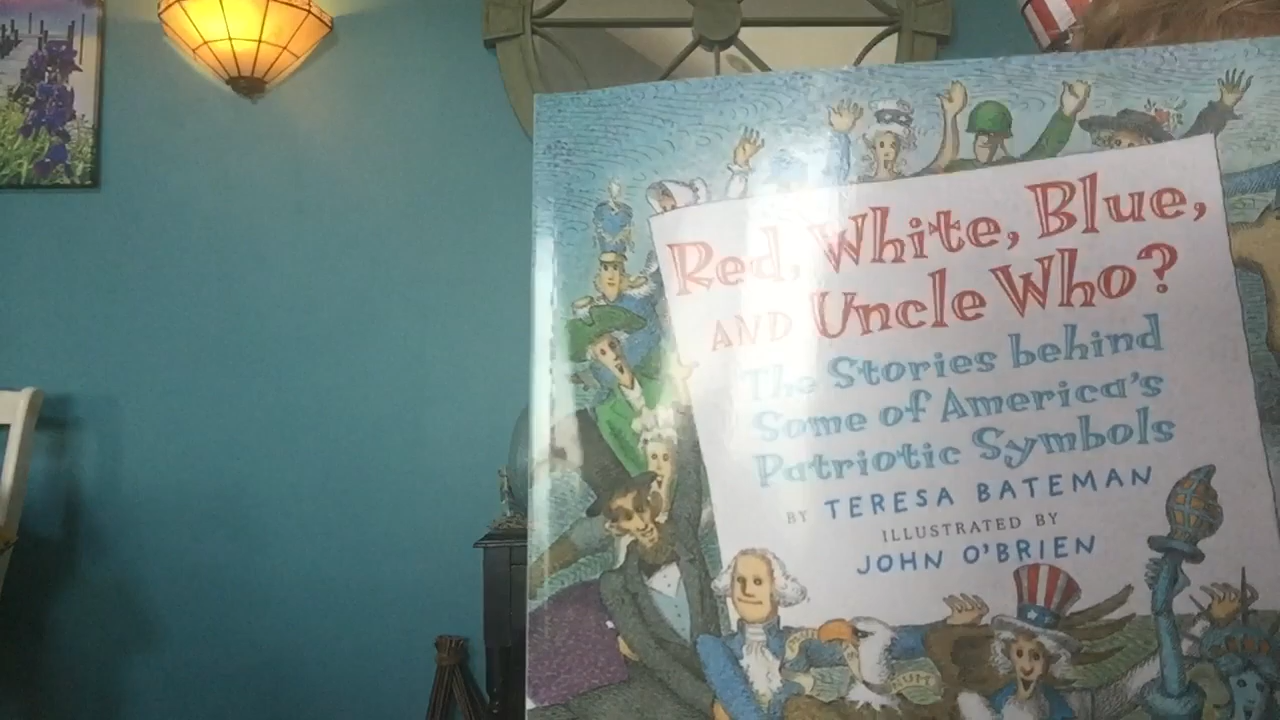 Red, White, Blue,
AND Uncle Who?
The Stories behind
Some of America's
Patriotic Symbols
BY TERESA BATEMAN
ILLUSTRATED BY
JOHN O'BRIEN
NUM